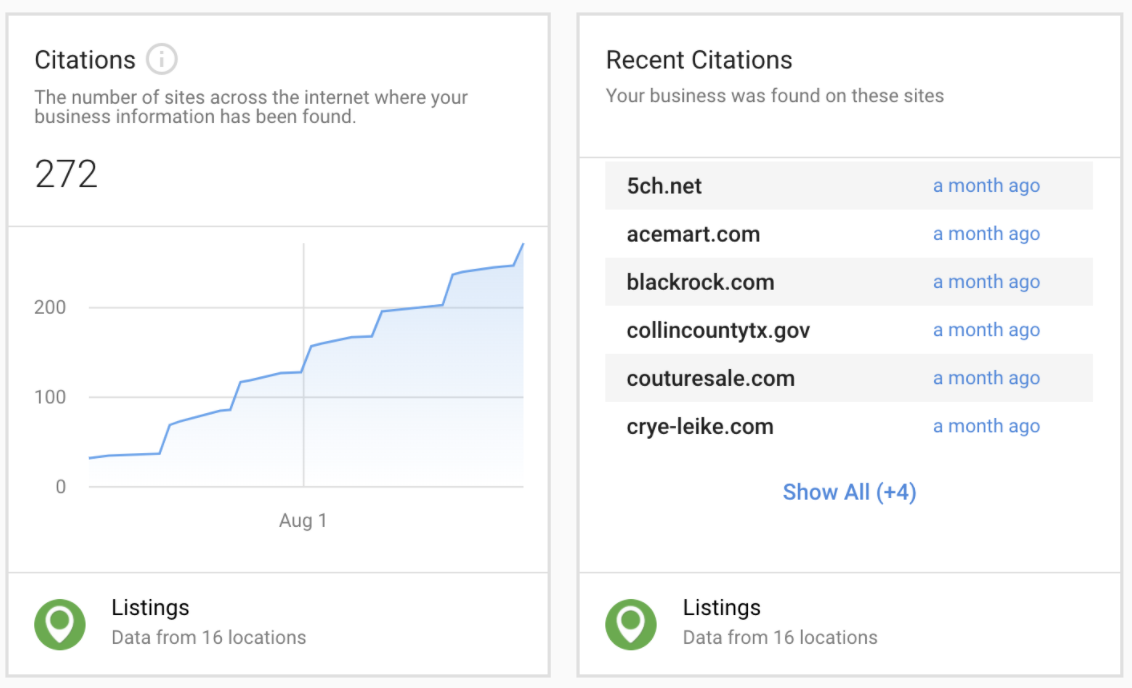 Citations
The number of sites across the internet where your
business information has been found.
272
200
100
0
Aug 1
Listings
Data from 16 locations
Recent Citations
Your business was found on these sites
5ch.net a month ago
acemart.com a month ago
blackrock.com a month ago
collincountytx.gov a month ago
couturesale.com a month ago
crye-leike.com a month ago
Show All (+4)
Listings
Data from 16 locations